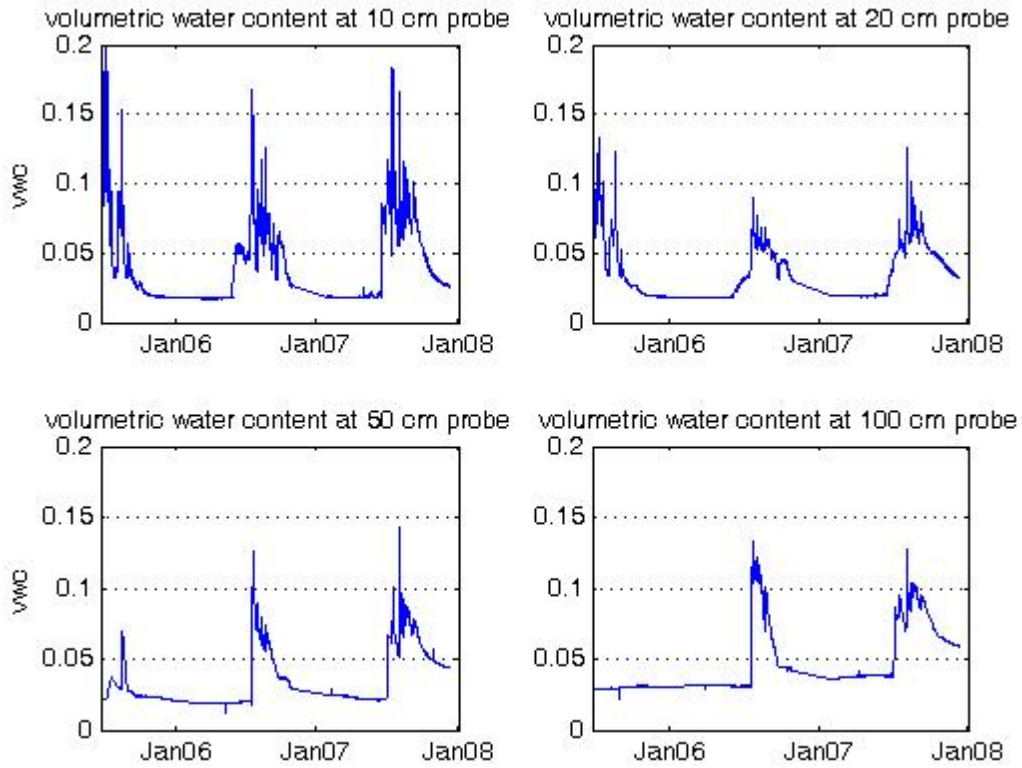 volumetric water content at 10 cm probe
0.2
0.15
0.1
0.05
0
vwc
Jan06 Jan07 Jan08
volumetric water content at 20 cm probe
0.2
0.15
0.1
0.05
0
Jan06 Jan07 Jan08
volumetric water content at 50 cm probe
0.2
0.15
0.1
0.05
0
vwc
Jan06 Jan07 Jan08
volumetric water content at 100 cm probe
0.2
0.15
0.1
0.05
0
Jan06 Jan07 Jan08